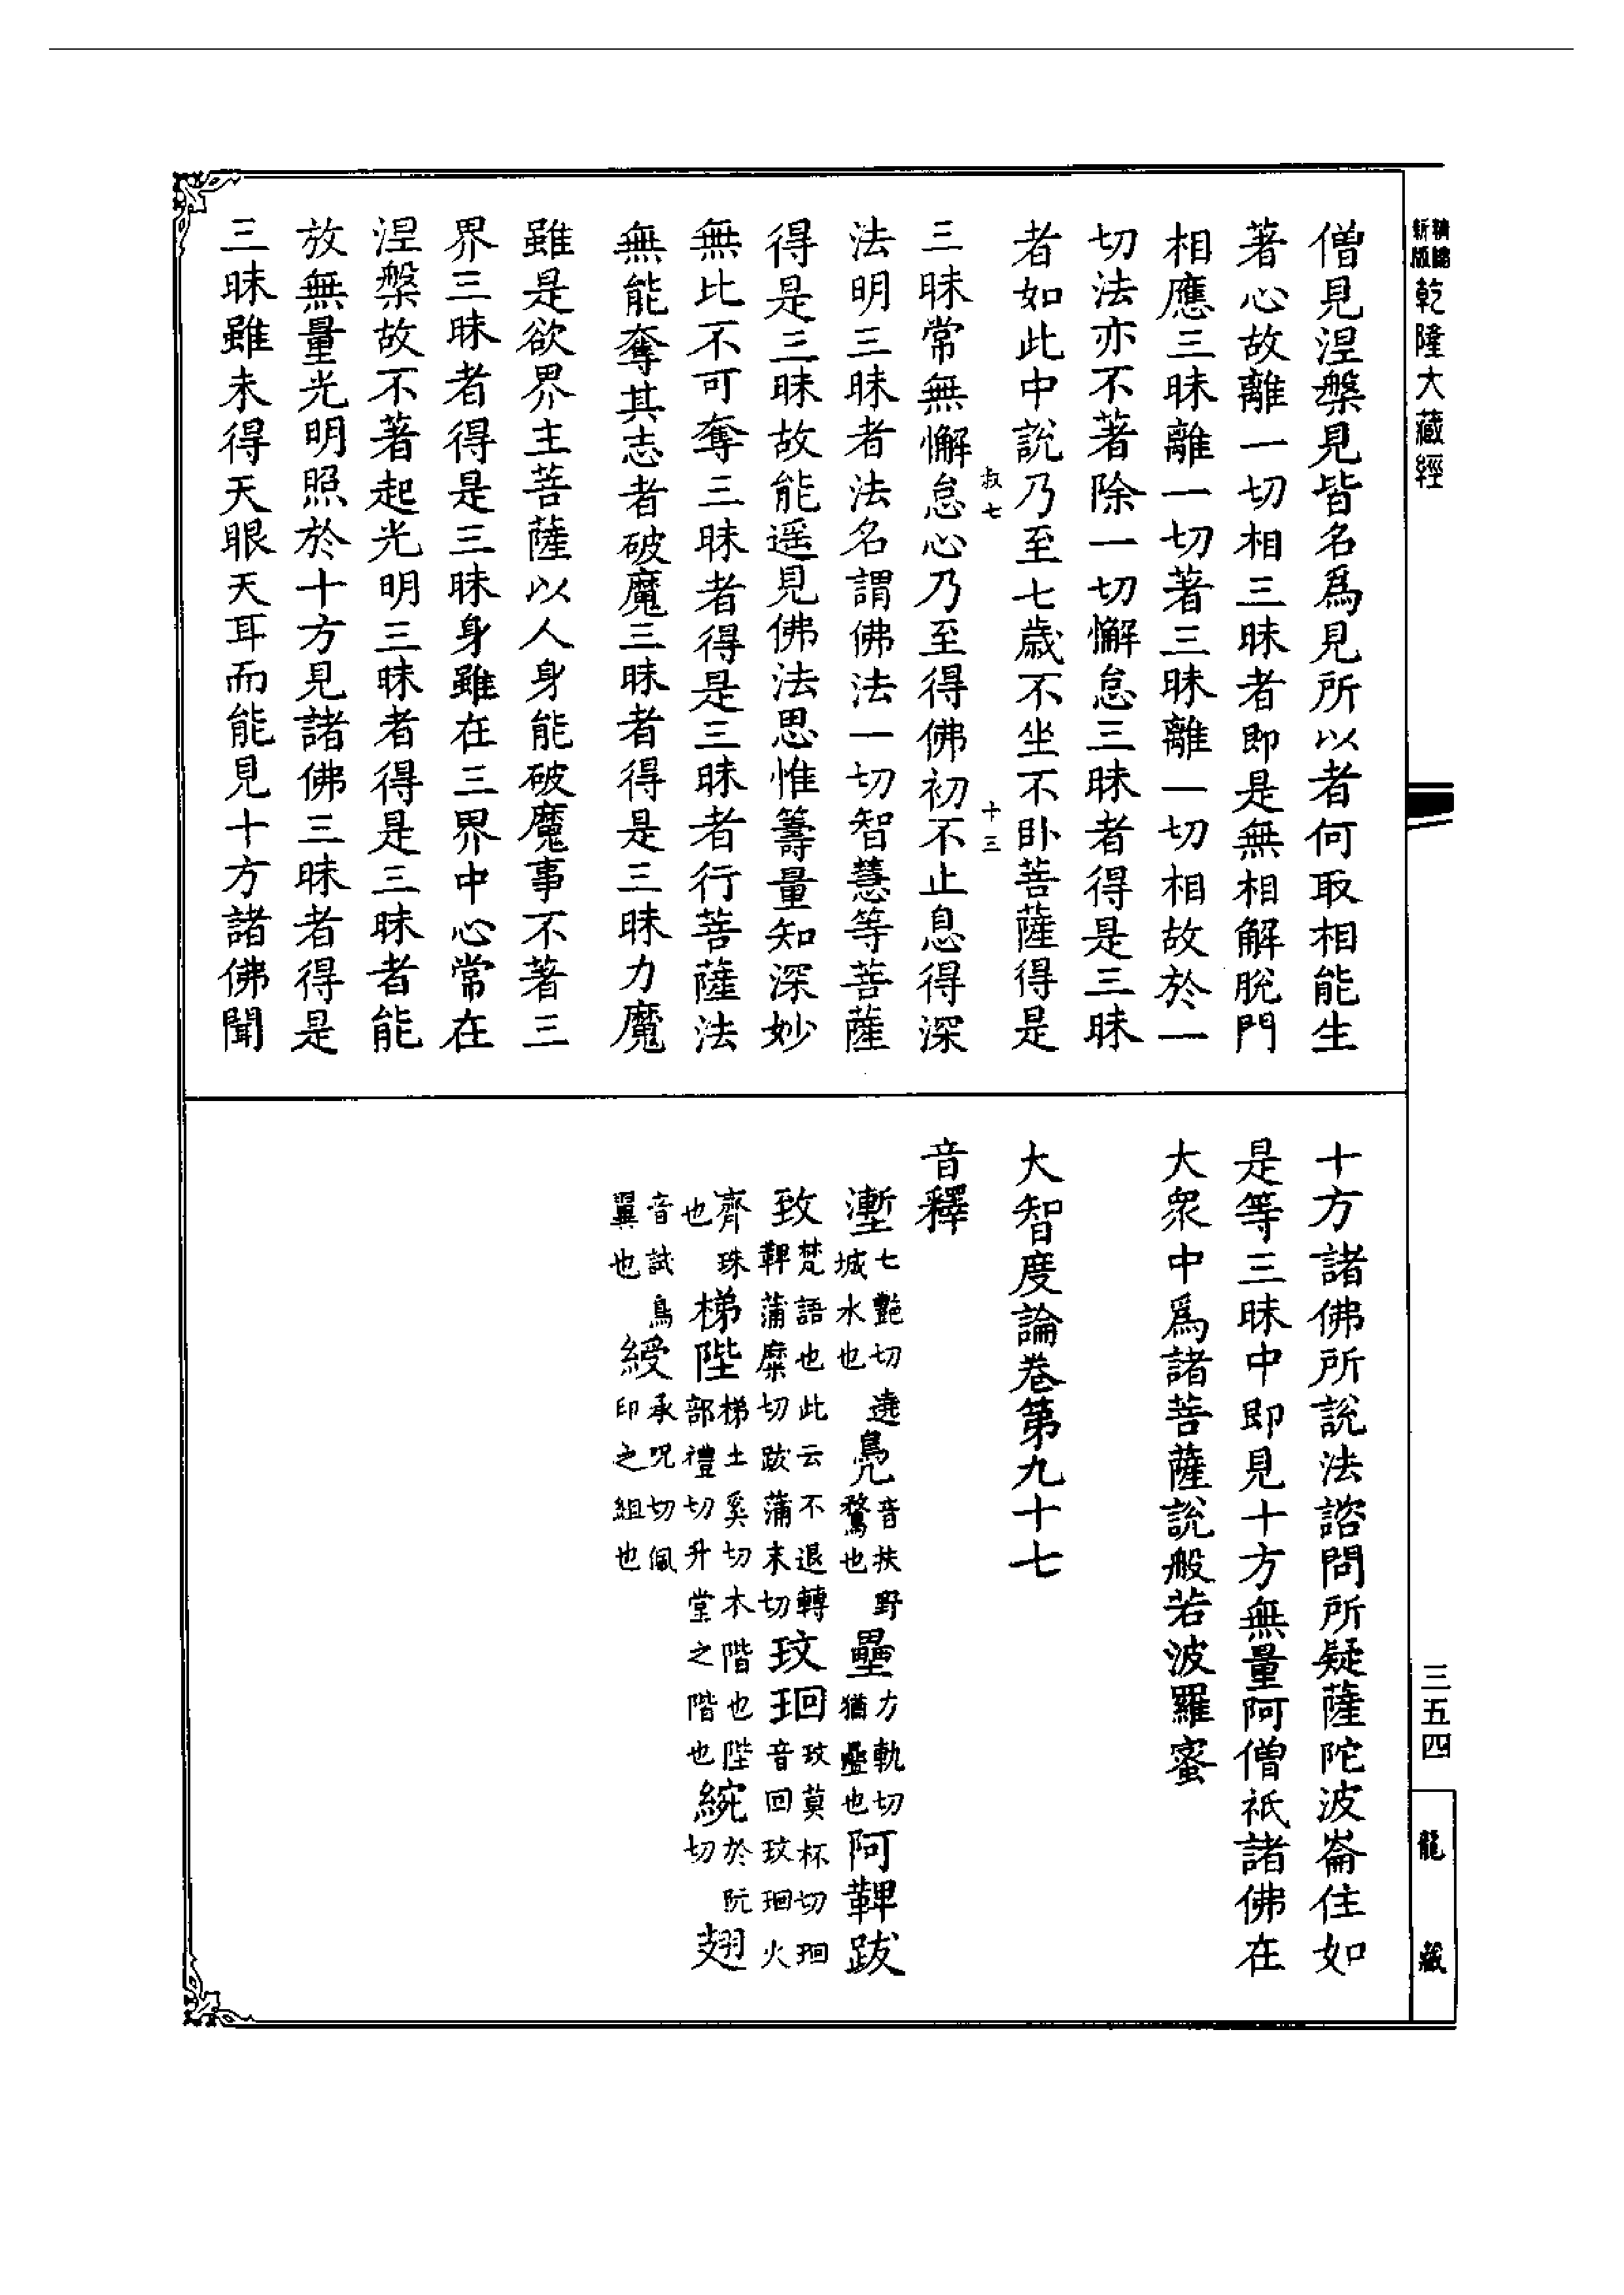 乾隆大藏經
僧見涅槃見皆名為見所以者何取相能生
著心故離一切相三昧者即是無相解脫門
相應三昧離一切著三昧離一切相故於一
切法亦不著除一切懈怠三昧者得是三昧
者如此中說乃至七歲不坐不臥菩薩得是
叔七
十三
三昧常無懈怠心乃至得佛初不止息得深
法明三昧者法名謂佛法一切智慧等菩薩
得是三昧故能遥見佛法思惟籌量知深妙
無比不可奪三昧者得是三昧者行菩薩法
無能奪其志者破魔三昧者得是三昧力魔
雖是欲界主菩薩以人身能破魔事不著三
界三昧者得是三昧身雖在三界中心常在
涅槃故不著起光明三昧者得是三昧者能
放無量光明照於十方見諸佛三昧者得是
三昧雖未得天眼天耳而能見十方諸佛聞
十方諸佛所說法諮問所疑薩陀波崙住如
是等三昧中即見十方無量阿僧祇諸佛在
大眾中為諸菩薩說般若波羅蜜
大智度論卷第九十七
音釋
塹七艷切遶城水也鳧音扶野鶩也壘力軌切猶疊也阿鞞跋
致梵語也此云不退轉鞞蒲糜切跋蒲末切玟珻玟莫杯切珻音回玟珻火
齊珠也梯陛梯土奚切木階也陛部禮切升堂之階也綩於阮切翅
音試鳥翼也綬承呪切佩印之組也
三五四
龍藏